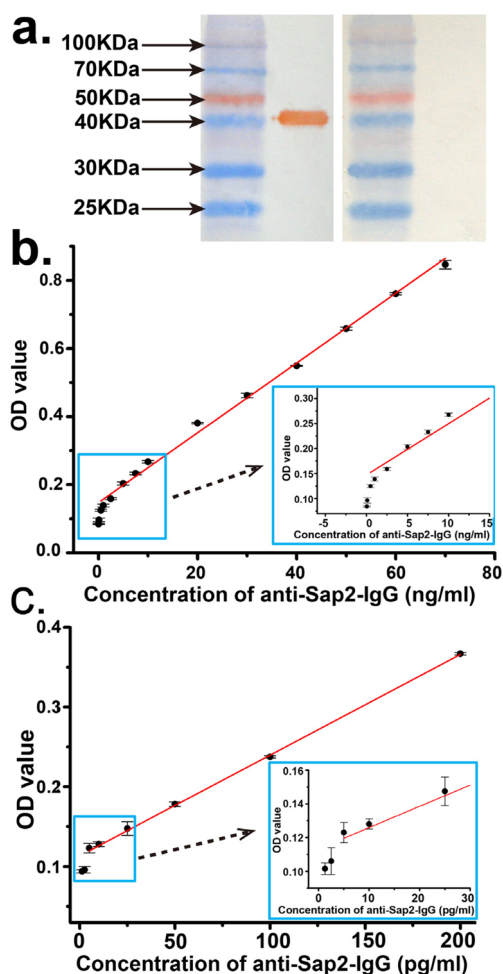 a.
100KDa
70KDa
50KDa
40KDa
30KDa
25KDa
b.
OD value
0.8
0.6
0.4
0.2
0.0
0
20
40
60
80
Concentration of anti-Sap2-IgG (ng/ml)
OD value
0.30
0.25
0.20
0.15
0.10
-5
0
5
10
15
Concentration of anti-Sap2-IgG (ng/ml)
C.
OD value
0.4
0.3
0.2
0.1
0
50
100
150
200
Concentration of anti-Sap2-IgG (pg/ml)
OD value
0.16
0.14
0.12
0.10
0
10
20
30
Concentration of anti-Sap2-IgG (pg/ml)